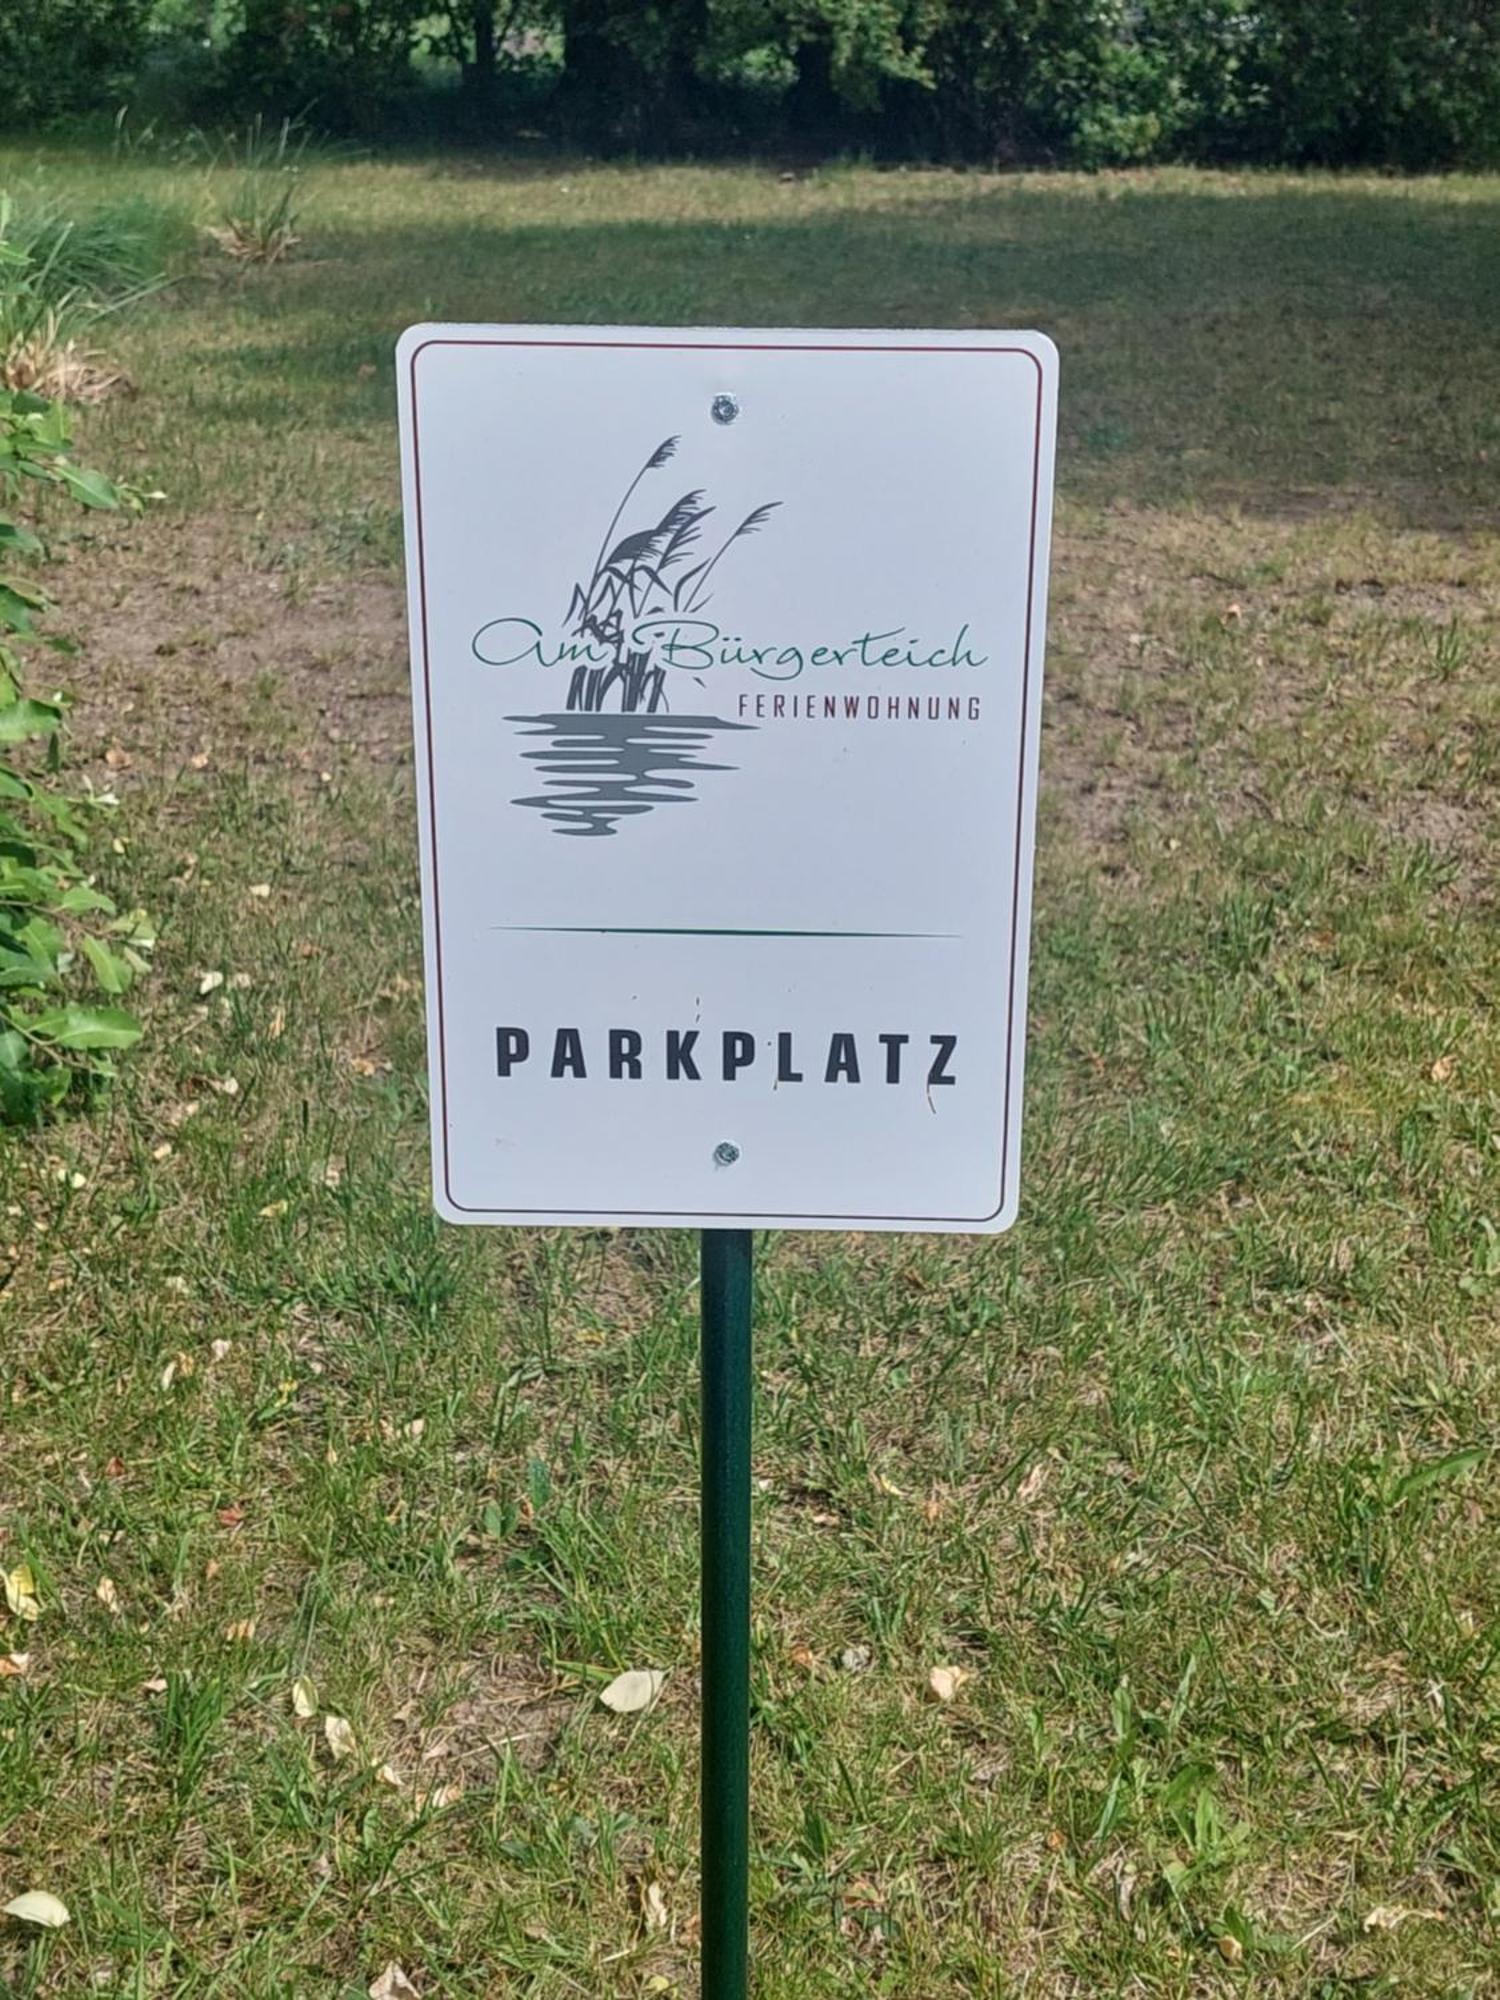 Am Bürgerteich
FERIENWOHNUNG
PARKPLATZ